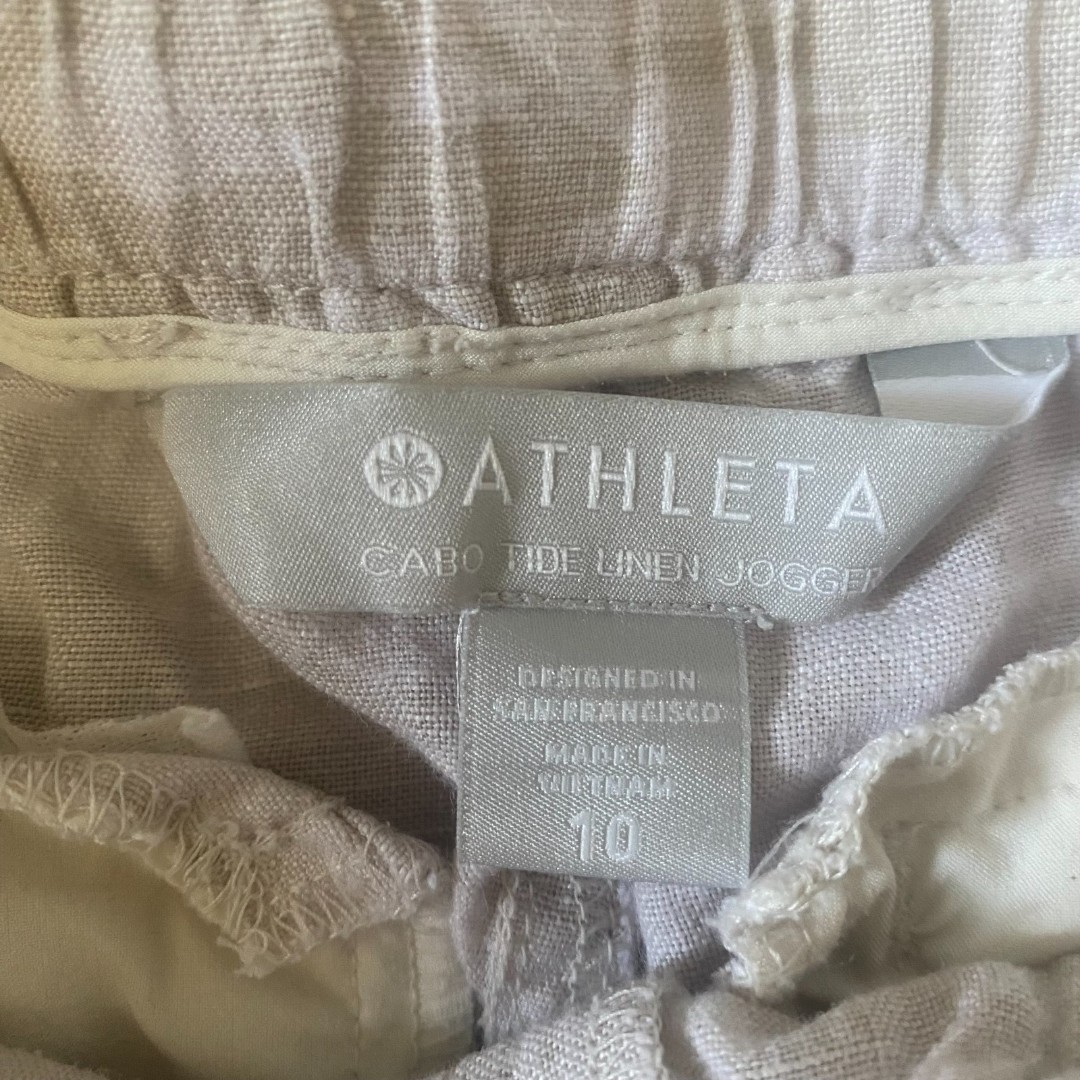 ATHLETA
CABO TIDE LINEN JOGGER
DESIGNED IN
SAN FRANCISCO
MADE IN
VIETNAM
10